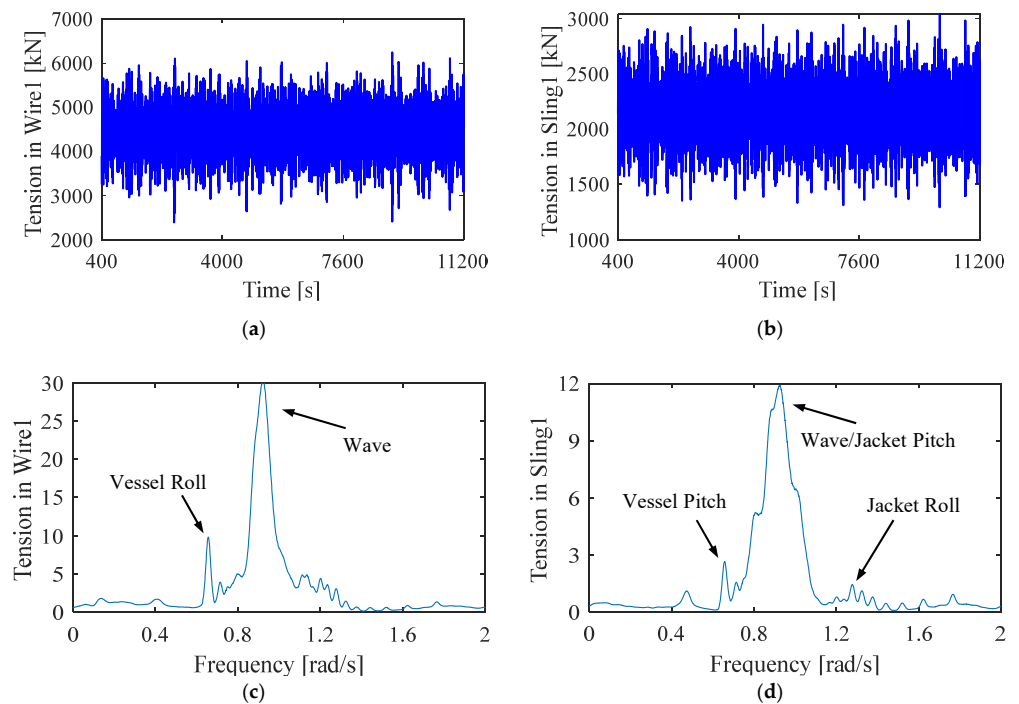 7000
6000
5000
4000
3000
2000
Tension in Wire1 [kN]
400 4000 7600 11200
Time [s]
(a)
3000
2500
2000
1500
1000
Tension in Sling1 [kN]
400 4000 7600 11200
Time [s]
(b)
30
25
20
15
10
5
0
Tension in Wire1
Wave
Vessel Roll
0 0.4 0.8 1.2 1.6 2
Frequency [rad/s]
(c)
12
9
6
3
0
Tension in Sling1
Wave/Jacket Pitch
Vessel Pitch
Jacket Roll
0 0.4 0.8 1.2 1.6 2
Frequency [rad/s]
(d)